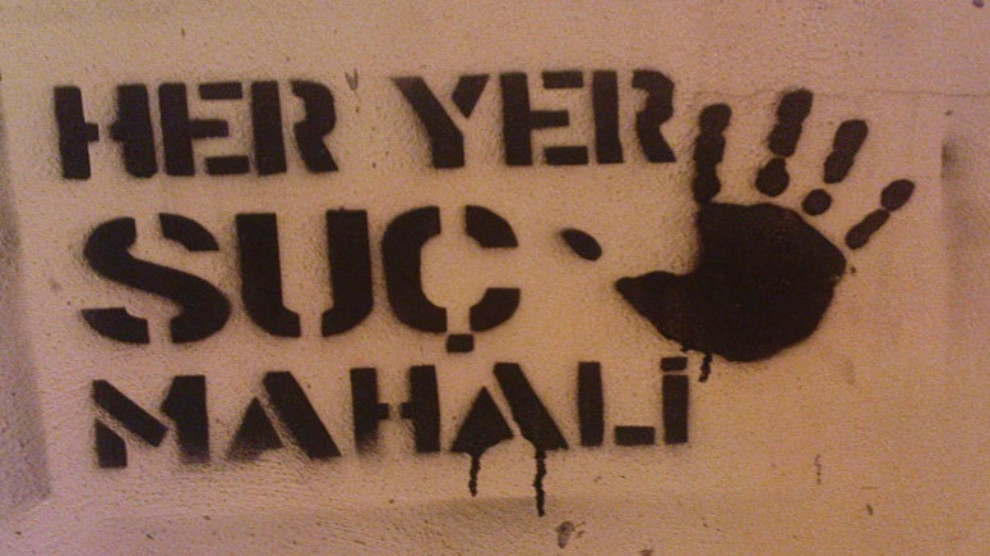 HER YER
SUÇ
MAHALİ